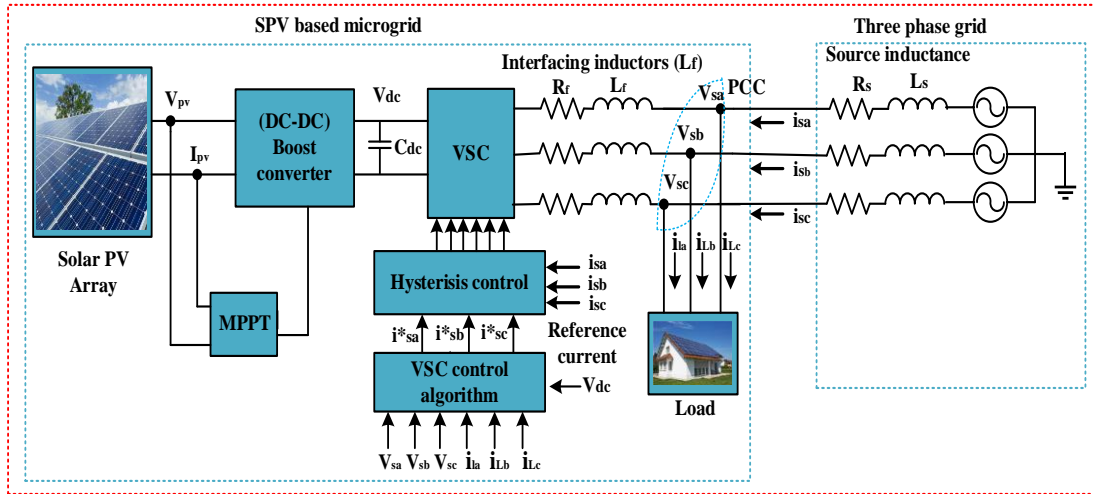 SPV based microgrid
Three phase grid
Interfacing inductors (Lf)
Source inductance
Vpv
Ipv
(DC-DC)
Boost
converter
Vdc
Cdc
VSC
Rf
Lf
Vsa
PCC
Vsb
Vsc
isa
isb
isc
Rs
Ls
Solar PV
Array
MPPT
Hysterisis control
isa
isb
isc
i*sa
i*sb
i*sc
Reference
current
VSC control
algorithm
Vdc
Vsa
Vsb
Vsc
ila
iLb
iLc
ila
iLb
iLc
Load